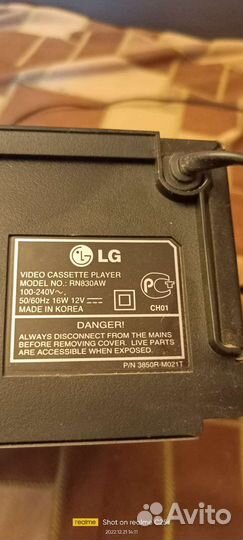 LG
VIDEO CASSETTE PLAYER
MODEL NO.: RN830AW
100-240V~,
50/60Hz 16W 12V
MADE IN KOREA
CH01
DANGER!
ALWAYS DISCONNECT FROM THE MAINS
BEFORE REMOVING COVER. LIVE PARTS
ARE ACCESSIBLE WHEN EXPOSED.
P/N 3850R-M021T
realme
Shot on realme C25s
2022.12.21 14:11
Avito